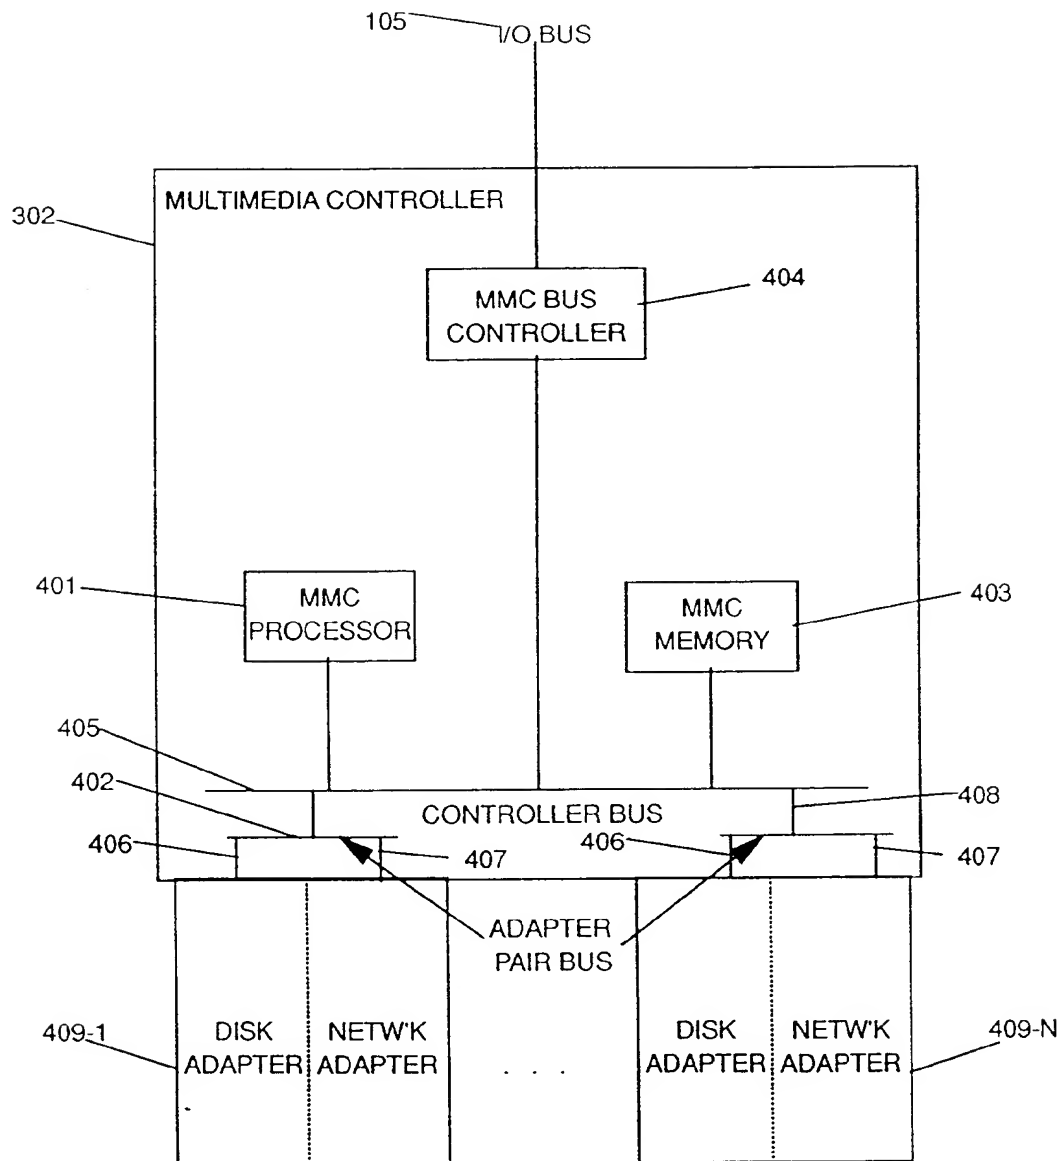 105
I/O BUS
MULTIMEDIA CONTROLLER
302
MMC BUS
CONTROLLER
404
401
MMC
PROCESSOR
MMC
MEMORY
403
405
402
CONTROLLER BUS
408
406
407
406
407
ADAPTER
PAIR BUS
409-1
DISK
ADAPTER
NETW'K
ADAPTER
. . .
DISK
ADAPTER
NETW'K
ADAPTER
409-N